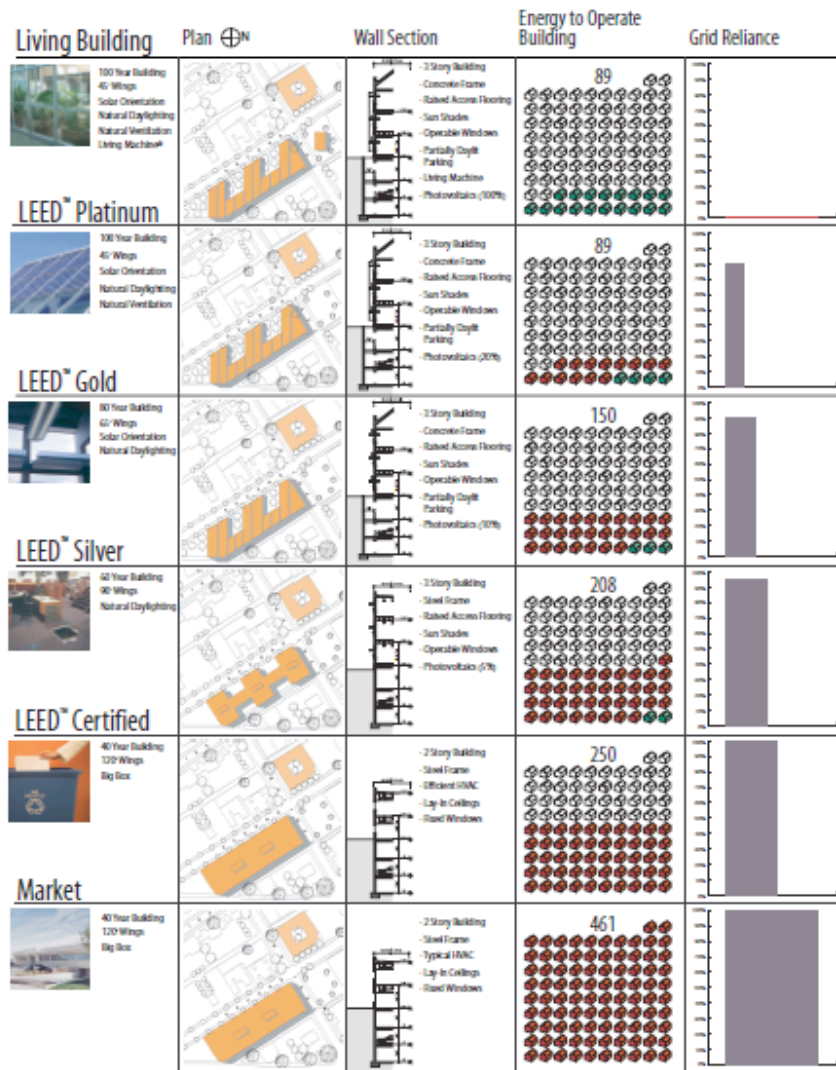 Living Building
Plan N
Wall Section
Energy to Operate
Building
Grid Reliance
100 Year Building
45' Wings
Solar Orientation
Natural Daylighting
Natural Ventilation
Living Machine®
- 3 Story Building
- Concrete Frame
- Raised Access Flooring
- Sun Shades
- Operable Windows
- Partially Daylit
Parking
- Living Machine
- Photovoltaics (100%)
89
LEED™ Platinum
100 Year Building
45' Wings
Solar Orientation
Natural Daylighting
Natural Ventilation
- 3 Story Building
- Concrete Frame
- Raised Access Flooring
- Sun Shades
- Operable Windows
- Partially Daylit
Parking
- Photovoltaics (20%)
89
LEED™ Gold
80 Year Building
65' Wings
Solar Orientation
Natural Daylighting
- 3 Story Building
- Concrete Frame
- Raised Access Flooring
- Sun Shades
- Operable Windows
- Partially Daylit
Parking
- Photovoltaics (10%)
150
LEED™ Silver
60 Year Building
90' Wings
Natural Daylighting
- 3 Story Building
- Steel Frame
- Raised Access Flooring
- Sun Shades
- Operable Windows
- Photovoltaics (5%)
208
LEED™ Certified
40 Year Building
120' Wings
Big Box
- 2 Story Building
- Steel Frame
- Efficient HVAC
- Lay-In Ceilings
- Fixed Windows
250
Market
40 Year Building
120' Wings
Big Box
- 2 Story Building
- Steel Frame
- Typical HVAC
- Lay-In Ceilings
- Fixed Windows
461